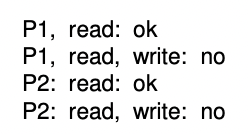 P1, read: ok
P1, read, write: no
P2: read: ok
P2: read, write: no